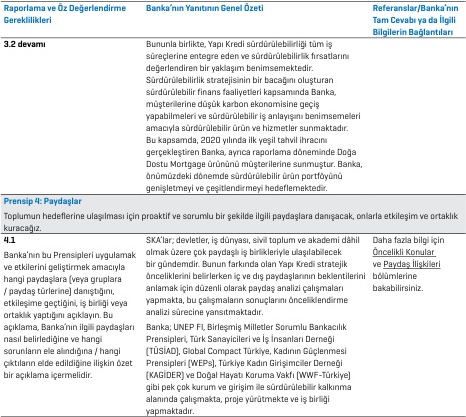 Raporlama ve Öz Değerlendirme
Gereklilikleri
Banka'nın Yanıtının Genel Özeti
Referanslar/Banka'nın
Tam Cevabı ya da İlgili
Bilgilerin Bağlantıları
3.2 devamı
Bununla birlikte, Yapı Kredi sürdürülebilirliği tüm iş
süreçlerine entegre eden ve sürdürülebilirlik fırsatlarını
değerlendiren bir yaklaşım benimsemektedir.
Sürdürülebilirlik stratejisinin bir bacağını oluşturan
sürdürülebilir finans faaliyetleri kapsamında Banka,
müşterilerine düşük karbon ekonomisine geçiş
yapabilmeleri ve sürdürülebilir iş anlayışını benimsemeleri
amacıyla sürdürülebilir ürün ve hizmetler sunmaktadır.
Bu kapsamda, 2020 yılında ilk yeşil tahvil ihracını
gerçekleştiren Banka, ayrıca raporlama döneminde Doğa
Dostu Mortgage ürününü müşterilerine sunmuştur. Banka,
önümüzdeki dönemde sürdürülebilir ürün portföyünü
genişletmeyi ve çeşitlendirmeyi hedeflemektedir.
Prensip 4: Paydaşlar
Toplumun hedeflerine ulaşılması için proaktif ve sorumlu bir şekilde ilgili paydaşlara danışacak, onlarla etkileşim ve ortaklık
kuracağız.
4.1
Banka'nın bu Prensipleri uygulamak
ve etkilerini geliştirmek amacıyla
hangi paydaşlara (veya gruplara
/ paydaş türlerine) danıştığını,
etkileşime geçtiğini, iş birliği veya
ortaklık yaptığını açıklayın. Bu
açıklama, Banka'nın ilgili paydaşları
nasıl belirlediğine ve hangi
sorunların ele alındığına / hangi
çıktıların elde edildiğine ilişkin özet
bir açıklama içermelidir.
SKA'lar; devletler, iş dünyası, sivil toplum ve akademi dâhil
olmak üzere çok paydaşlı iş birlikleriyle ulaşılabilecek
bir gündemdir. Bunun farkında olan Yapı Kredi stratejik
önceliklerini belirlerken iç ve dış paydaşlarının beklentilerini
anlamak için düzenli olarak paydaş analizi çalışmaları
yapmakta, bu çalışmaların sonuçlarını önceliklendirme
analizi sürecine yansıtmaktadır.
Banka; UNEP FI, Birleşmiş Milletler Sorumlu Bankacılık
Prensipleri, Türk Sanayicileri ve İş İnsanları Derneği
(TÜSİAD), Global Compact Türkiye, Kadının Güçlenmesi
Prensipleri (WEPs), Türkiye Kadın Girişimciler Derneği
(KAGİDER) ve Doğal Hayatı Koruma Vakfı (WWF-Türkiye)
gibi pek çok kurum ve girişim ile sürdürülebilir kalkınma
alanında çalışmakta, proje yürütmekte ve iş birliği
yapmaktadır.
Daha fazla bilgi için
Öncelikli Konular
ve Paydaş İlişkileri
bölümlerine
bakabilirsiniz.